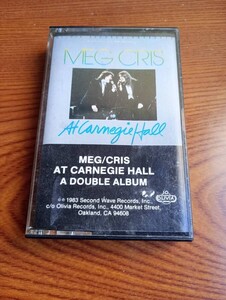 MEG CRIS
At Carnegie Hall
MEG/CRIS
AT CARNEGIE HALL
A DOUBLE ALBUM
℗ © 1983 Second Wave Records, Inc.
c/o Olivia Records, Inc., 4400 Market Street,
Oakland, CA 94608
OLIVIA